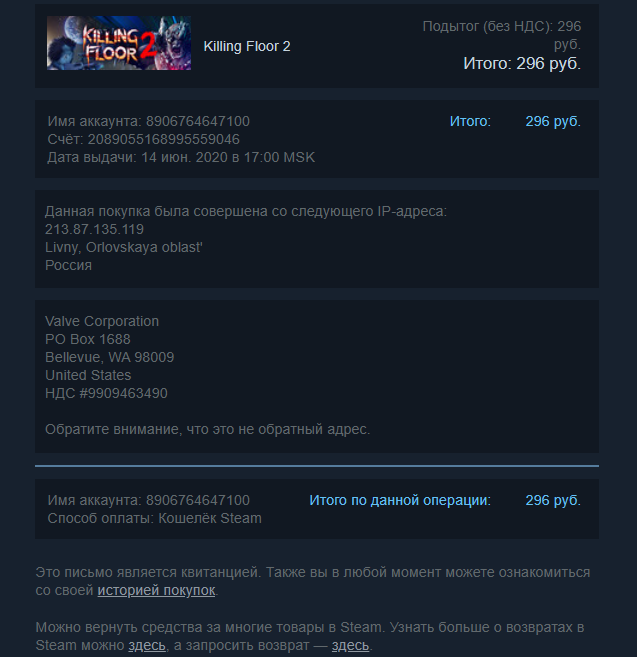 KILLING
FLOOR 2
Killing Floor 2
Подытог (без НДС): 296
руб.
Итого: 296 руб.
Имя аккаунта: 8906764647100
Итого: 296 руб.
Счёт: 2089055168995559046
Дата выдачи: 14 июн. 2020 в 17:00 MSK
Данная покупка была совершена со следующего IP-адреса:
213.87.135.119
Livny, Orlovskaya oblast'
Россия
Valve Corporation
PO Box 1688
Bellevue, WA 98009
United States
НДС #9909463490
Обратите внимание, что это не обратный адрес.
Имя аккаунта: 8906764647100
Итого по данной операции: 296 руб.
Способ оплаты: Кошелёк Steam
Это письмо является квитанцией. Также вы в любой момент можете ознакомиться
со своей историей покупок.
Можно вернуть средства за многие товары в Steam. Узнать больше о возвратах в
Steam можно здесь, а запросить возврат — здесь.